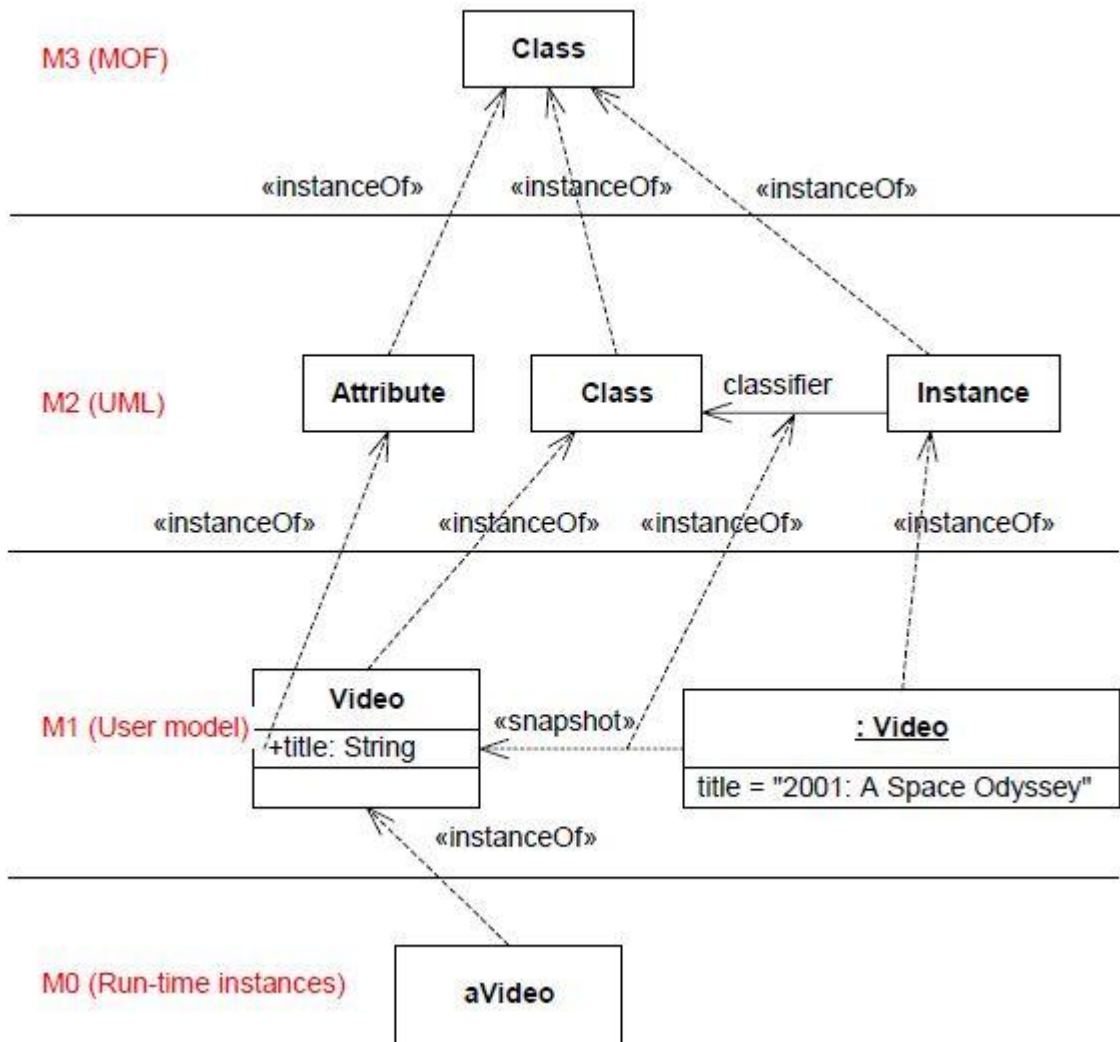 Class
M3 (MOF)
«instanceOf» «instanceOf» «instanceOf»
M2 (UML)
Attribute
Class
classifier
Instance
«instanceOf» «instanceOf» «instanceOf» «instanceOf»
M1 (User model)
Video
+title: String
«snapshot»
: Video
title = "2001: A Space Odyssey"
«instanceOf»
M0 (Run-time instances)
aVideo